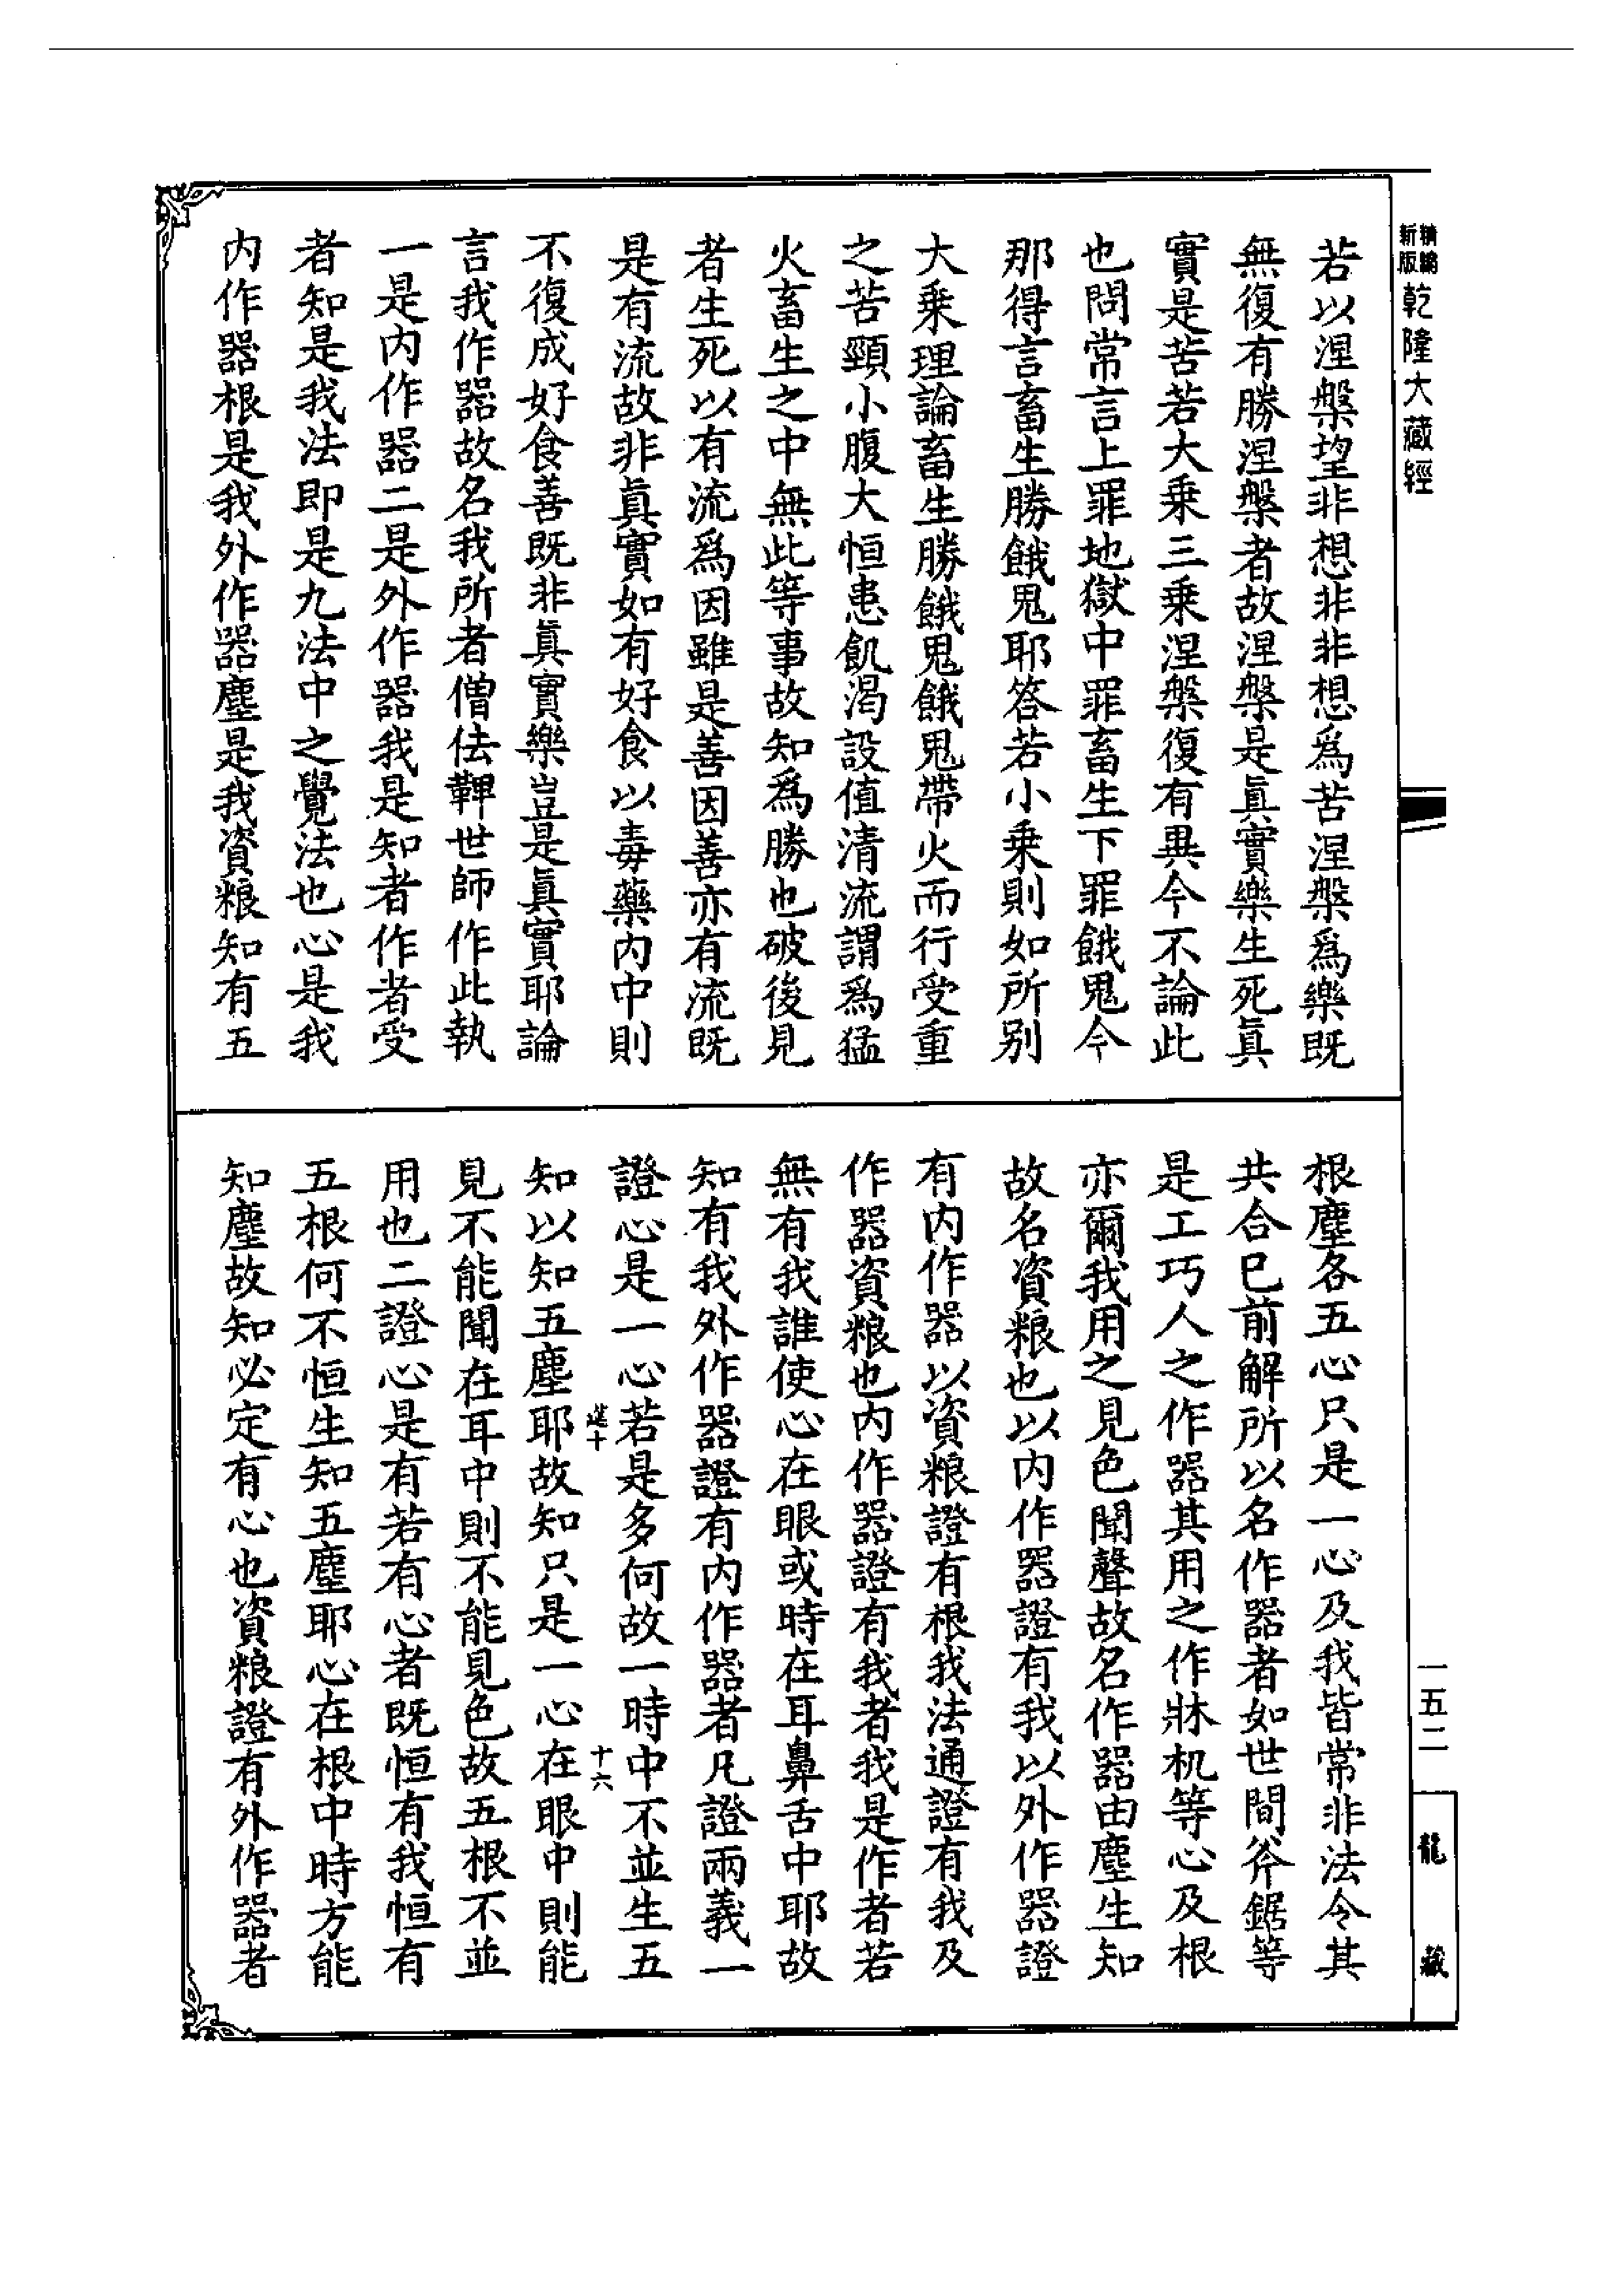 精編
新版
乾隆大藏經
若以涅槃望非想非非想爲苦涅槃爲樂既
無復有勝涅槃者故涅槃是眞實樂生死眞
實是苦若大乘三乘涅槃復有異今不論此
也問常言上罪地獄中罪畜生下罪餓鬼今
那得言畜生勝餓鬼耶答若小乘則如所別
大乘理論畜生勝餓鬼餓鬼帶火而行受重
之苦頸小腹大恒患飢渴設值清流謂爲猛
火畜生之中無此等事故知爲勝也破後見
者生死以有流爲因雖是善因善亦有流既
是有流故非眞實如有好食以毒藥内中則
不復成好食善既非眞實樂豈是眞實耶論
言我作器故名我所者僧佉鞞世師作此執
一是内作器二是外作器我是知者作者受
者知是我法即是九法中之覺法也心是我
内作器根是我外作器塵是我資粮知有五
根塵各五心只是一心及我皆常非法令其
共合已前解所以名作器者如世間斧鋸等
是工巧人之作器其用之作牀机等心及根
亦爾我用之見色聞聲故名作器由塵生知
故名資粮也以内作器證有我以外作器證
有内作器以資粮證有根我法通證有我及
作器資粮也内作器證有我者我是作者若
無有我誰使心在眼或時在耳鼻舌中耶故
知有我外作器證有内作器者凡證兩義一
證心是一心若是多何故一時中不並生五
知以知五塵耶故知只是一心在眼中則能
見不能聞在耳中則不能見色故五根不並
用也二證心是有若有心者既恒有我恒有
五根何不恒生知五塵耶心在根中時方能
知塵故知必定有心也資粮證有外作器者
十六
一五二
龍藏